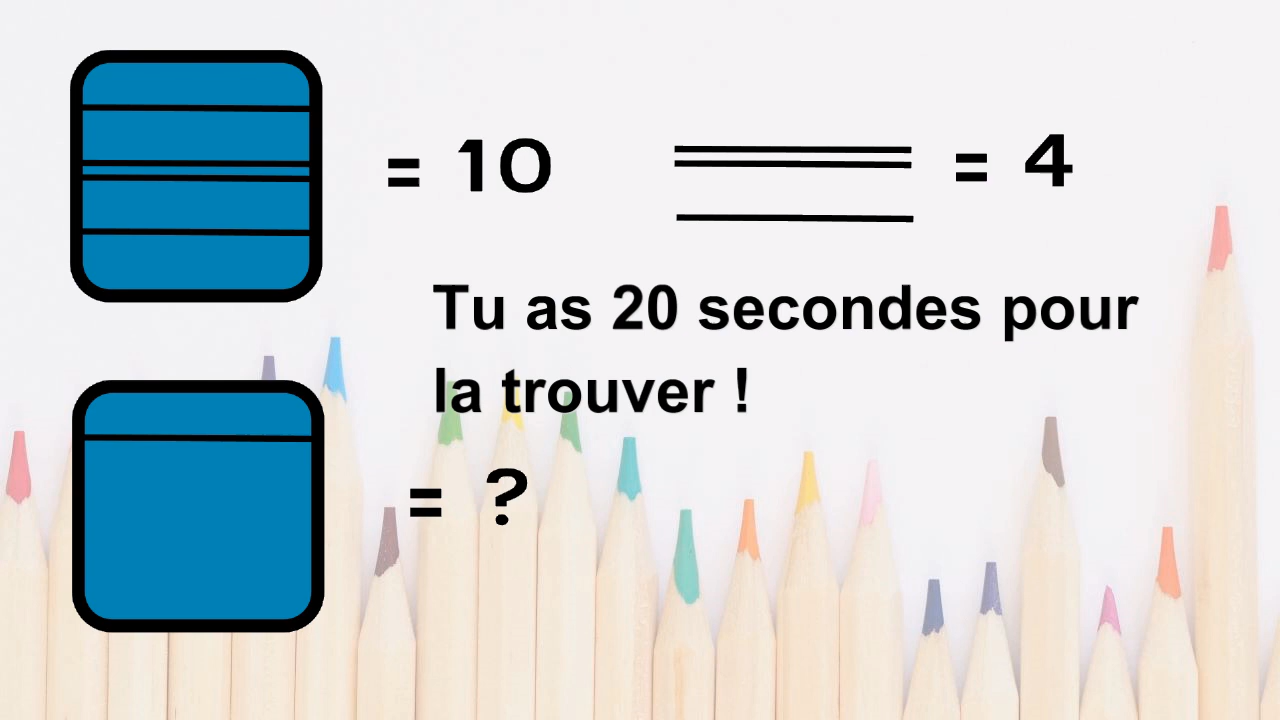 = 10 = 4
Tu as 20 secondes pour
la trouver !
= ?